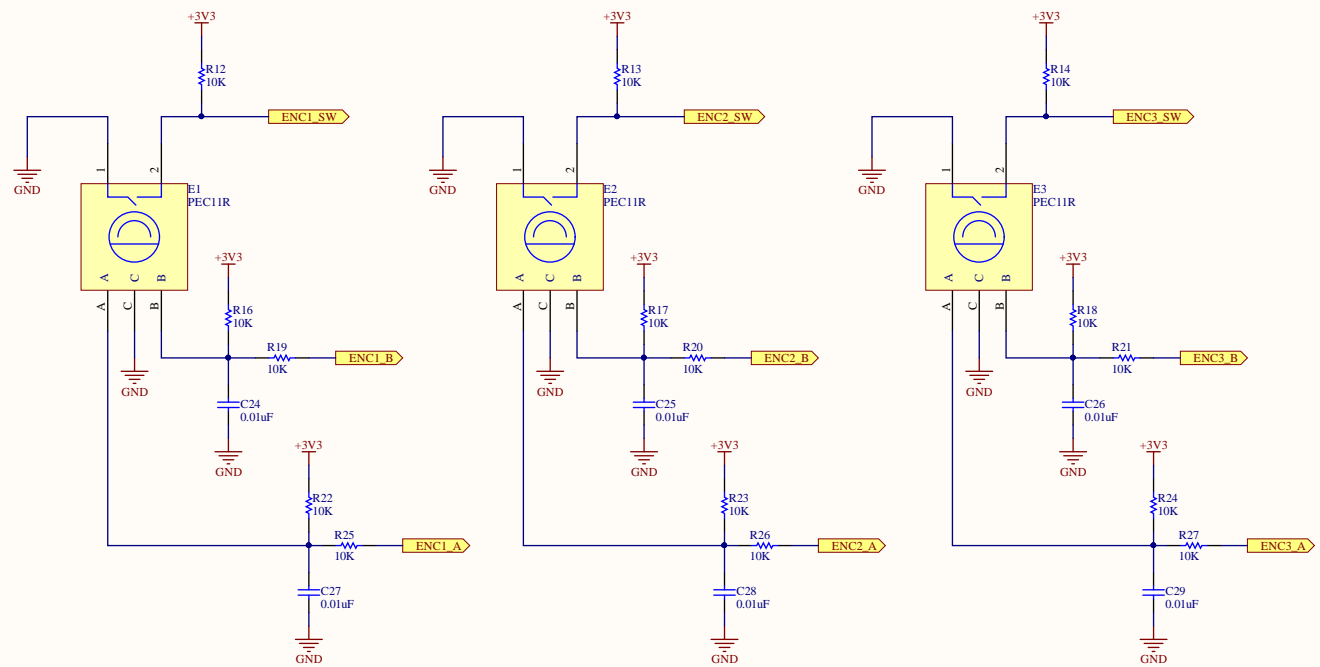 +3V3
R12
10K
ENC1_SW
GND
1
2
E1
PEC11R
A
C
B
A
C
B
+3V3
R16
10K
R19
10K
ENC1_B
GND
C24
0.01uF
GND
+3V3
R22
10K
R25
10K
ENC1_A
C27
0.01uF
GND
+3V3
R13
10K
ENC2_SW
GND
1
2
E2
PEC11R
A
C
B
A
C
B
+3V3
R17
10K
R20
10K
ENC2_B
GND
C25
0.01uF
GND
+3V3
R23
10K
R26
10K
ENC2_A
C28
0.01uF
GND
+3V3
R14
10K
ENC3_SW
GND
1
2
E3
PEC11R
A
C
B
A
C
B
+3V3
R18
10K
R21
10K
ENC3_B
GND
C26
0.01uF
GND
+3V3
R24
10K
R27
10K
ENC3_A
C29
0.01uF
GND